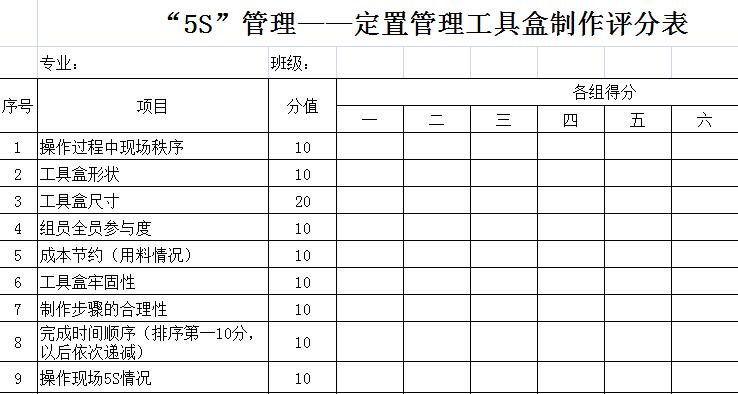 “5S”管理——定置管理工具盒制作评分表
专业： 班级：
序号 项目 分值 各组得分
一 二 三 四 五 六
1 操作过程中现场秩序 10
2 工具盒形状 10
3 工具盒尺寸 20
4 组员全员参与度 10
5 成本节约（用料情况） 10
6 工具盒牢固性 10
7 制作步骤的合理性 10
8 完成时间顺序（排序第一10分， 10
以后依次递减）
9 操作现场5S情况 10